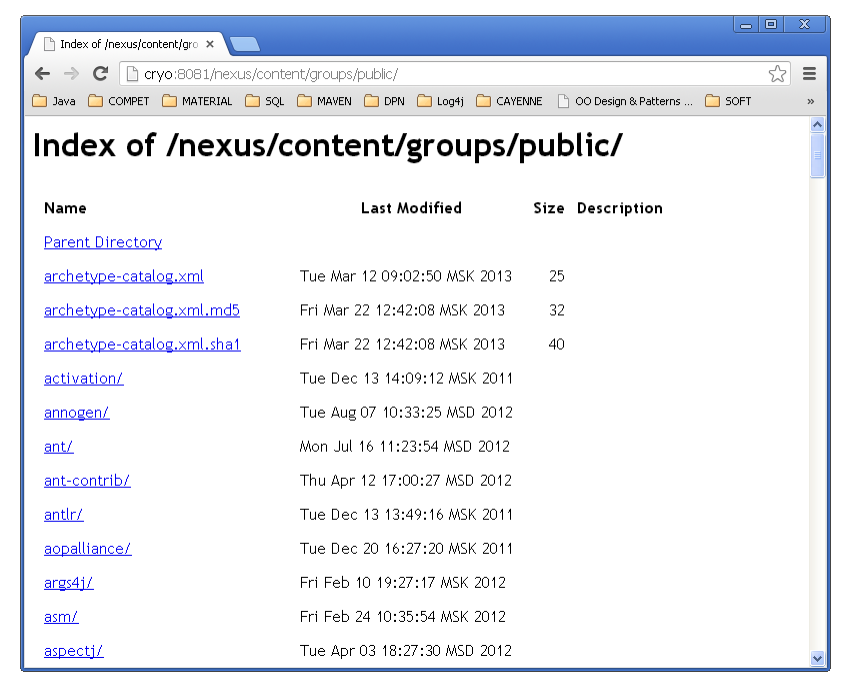 Index of /nexus/content/gro
cryo:8081/nexus/content/groups/public/
Java COMPET MATERIAL SQL MAVEN DPN Log4j CAYENNE OO Design & Patterns ... SOFT »
Index of /nexus/content/groups/public/
Name Last Modified Size Description
Parent Directory
archetype-catalog.xml Tue Mar 12 09:02:50 MSK 2013 25
archetype-catalog.xml.md5 Fri Mar 22 12:42:08 MSK 2013 32
archetype-catalog.xml.sha1 Fri Mar 22 12:42:08 MSK 2013 40
activation/ Tue Dec 13 14:09:12 MSK 2011
annogen/ Tue Aug 07 10:33:25 MSD 2012
ant/ Mon Jul 16 11:23:54 MSD 2012
ant-contrib/ Thu Apr 12 17:00:27 MSD 2012
antlr/ Tue Dec 13 13:49:16 MSK 2011
aopalliance/ Tue Dec 20 16:27:20 MSK 2011
args4j/ Fri Feb 10 19:27:17 MSK 2012
asm/ Fri Feb 24 10:35:54 MSK 2012
aspectj/ Tue Apr 03 18:27:30 MSD 2012